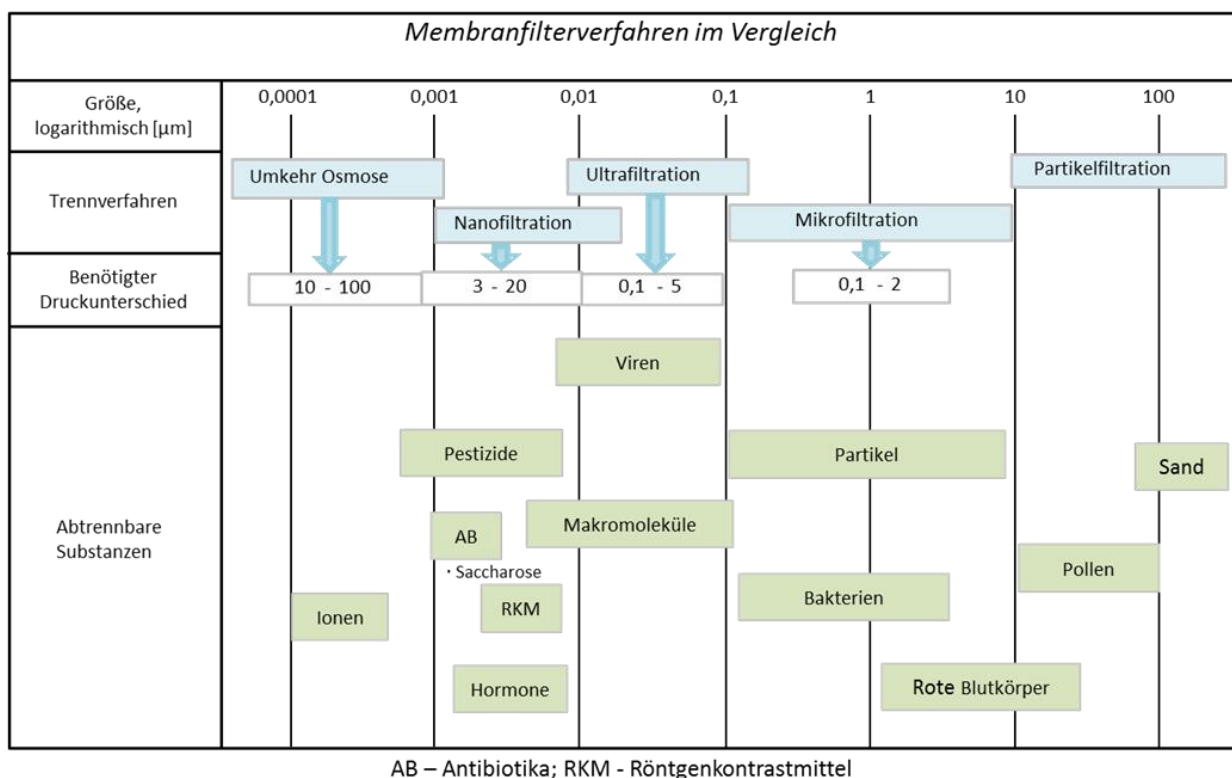 Membranfilterverfahren im Vergleich
Größe,
logarithmisch [µm]
0,0001 0,001 0,01 0,1 1 10 100
Trennverfahren
Umkehr Osmose
Ultrafiltration
Partikelfiltration
Nanofiltration
Mikrofiltration
Benötigter
Druckunterschied
10 - 100
3 - 20
0,1 - 5
0,1 - 2
Abtrennbare
Substanzen
Viren
Pestizide
Partikel
Sand
AB
Makromoleküle
· Saccharose
Pollen
Ionen
RKM
Bakterien
Hormone
Rote Blutkörper
AB – Antibiotika; RKM - Röntgenkontrastmittel